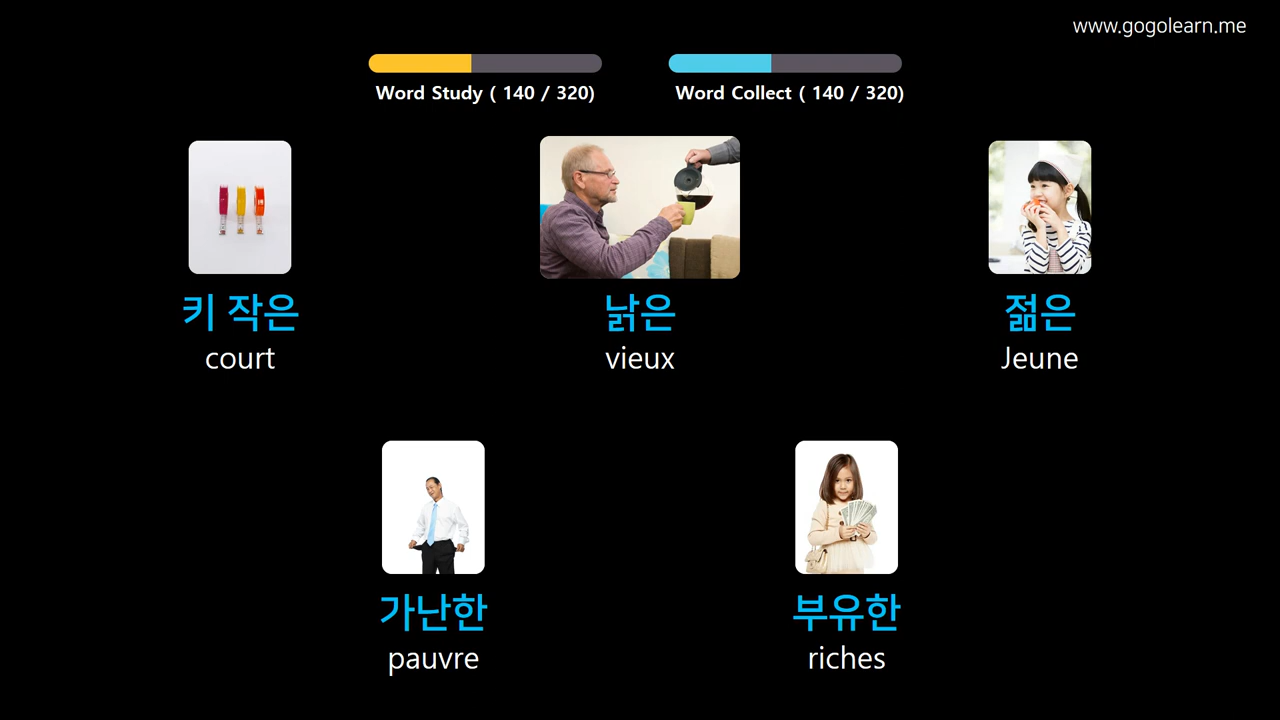 www.gogolearn.me
Word Study ( 140 / 320)
Word Collect ( 140 / 320)
키 작은
court
낡은
vieux
젊은
Jeune
가난한
pauvre
부유한
riches